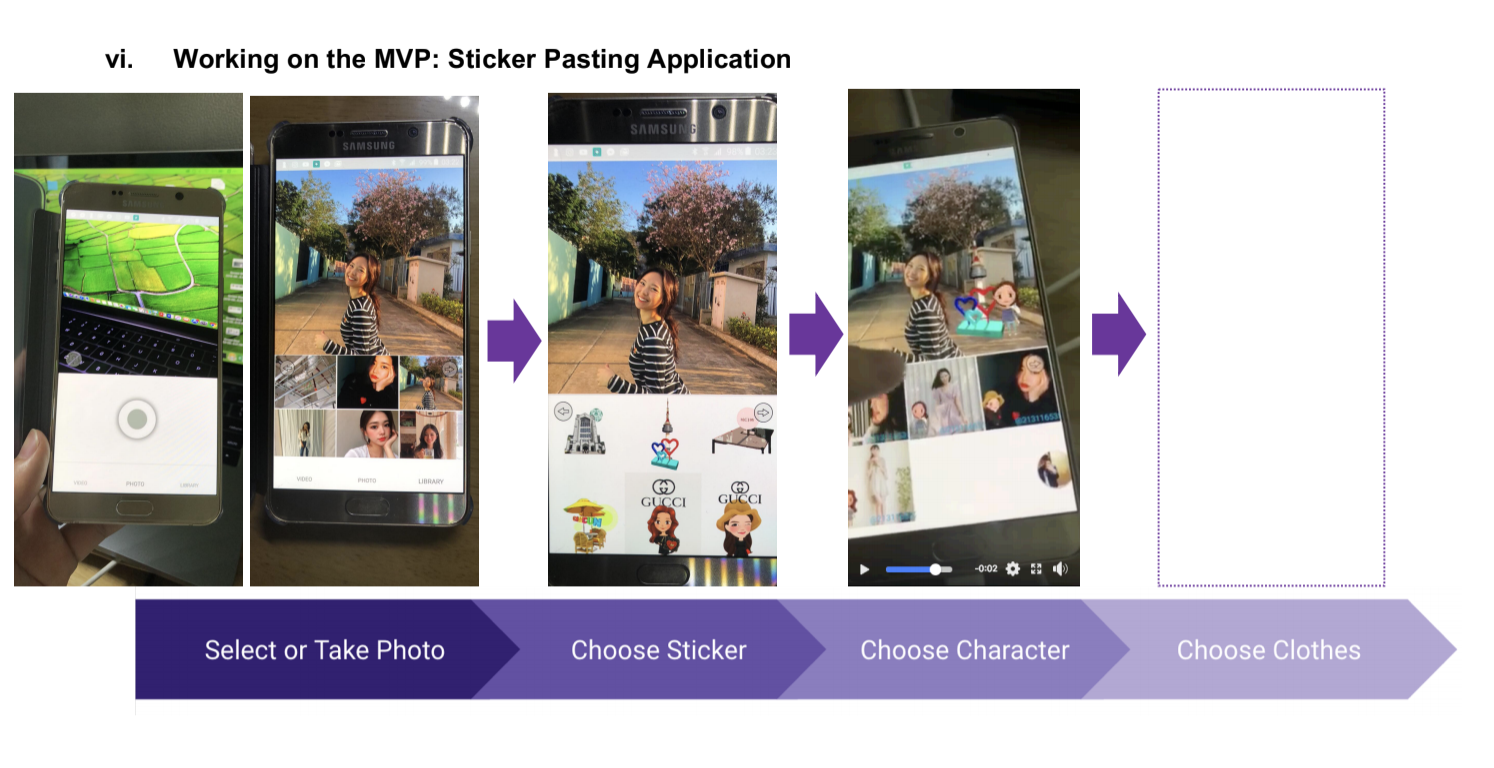 vi. Working on the MVP: Sticker Pasting Application
SAMSUNG
SAMSUNG
VIDEO PHOTO LIBRARY
VIDEO PHOTO LIBRARY
GUCCI GUCCI
-0:02
Select or Take Photo
Choose Sticker
Choose Character
Choose Clothes